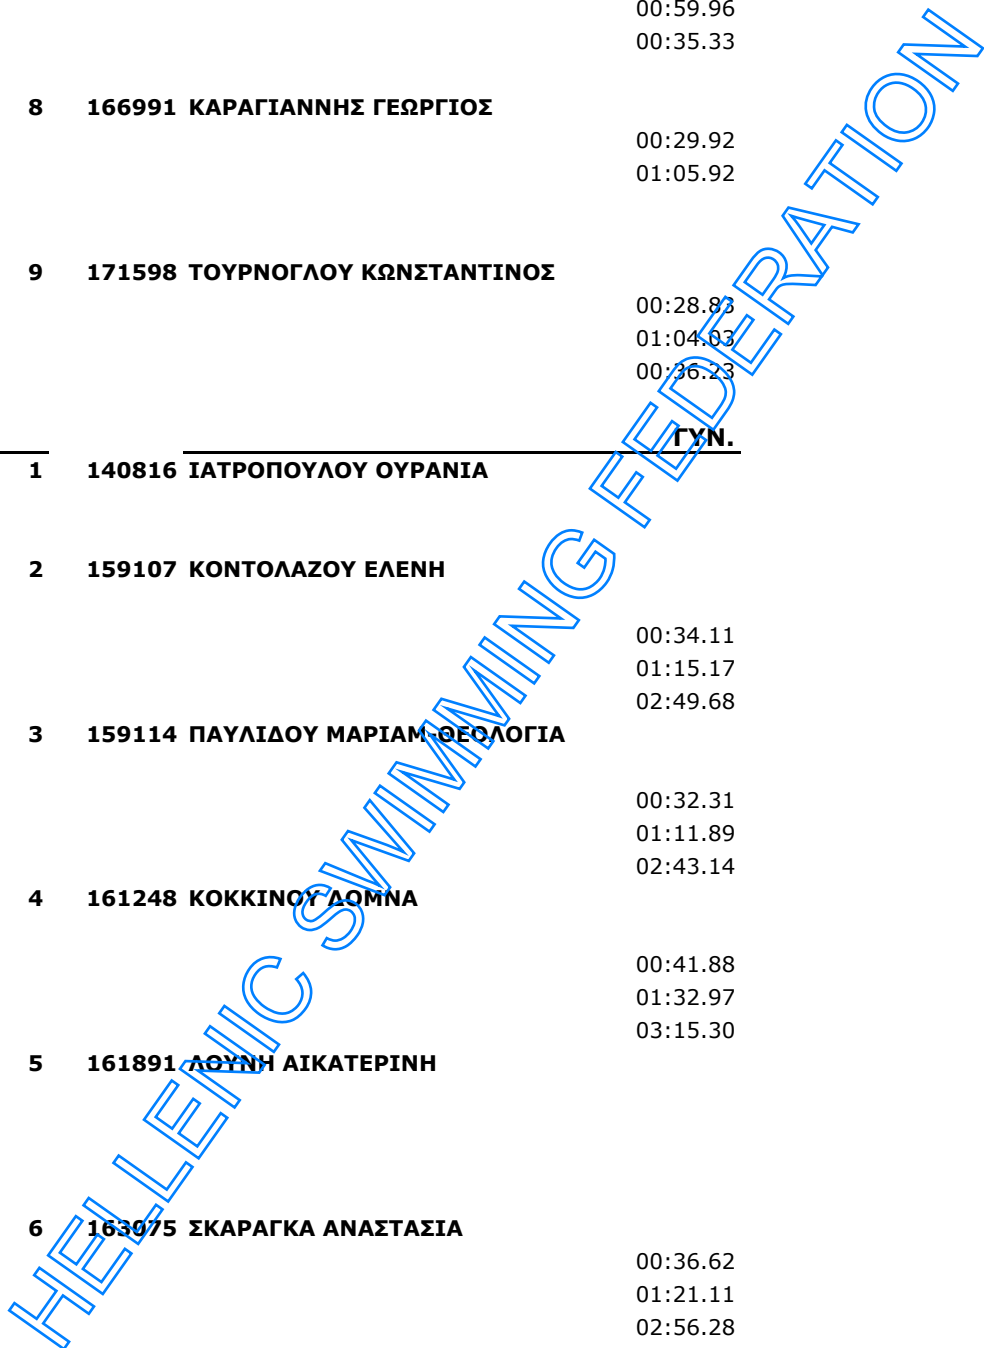 00:59.96
00:35.33
8 166991 ΚΑΡΑΓΙΑΝΝΗΣ ΓΕΩΡΓΙΟΣ
00:29.92
01:05.92
9 171598 ΤΟΥΡΝΟΓΛΟΥ ΚΩΝΣΤΑΝΤΙΝΟΣ
00:28.83
01:04.03
00:36.23
ΓΥΝ.
1 140816 ΙΑΤΡΟΠΟΥΛΟΥ ΟΥΡΑΝΙΑ
2 159107 ΚΟΝΤΟΛΑΖΟΥ ΕΛΕΝΗ
00:34.11
01:15.17
02:49.68
3 159114 ΠΑΥΛΙΔΟΥ ΜΑΡΙΑΜ-ΘΕΟΛΟΓΙΑ
00:32.31
01:11.89
02:43.14
4 161248 ΚΟΚΚΙΝΟΥ ΔΟΜΝΑ
00:41.88
01:32.97
03:15.30
5 161891 ΛΟΥΝΗ ΑΙΚΑΤΕΡΙΝΗ
6 163075 ΣΚΑΡΑΓΚΑ ΑΝΑΣΤΑΣΙΑ
00:36.62
01:21.11
02:56.28
HELLENIC SWIMMING FEDERATION